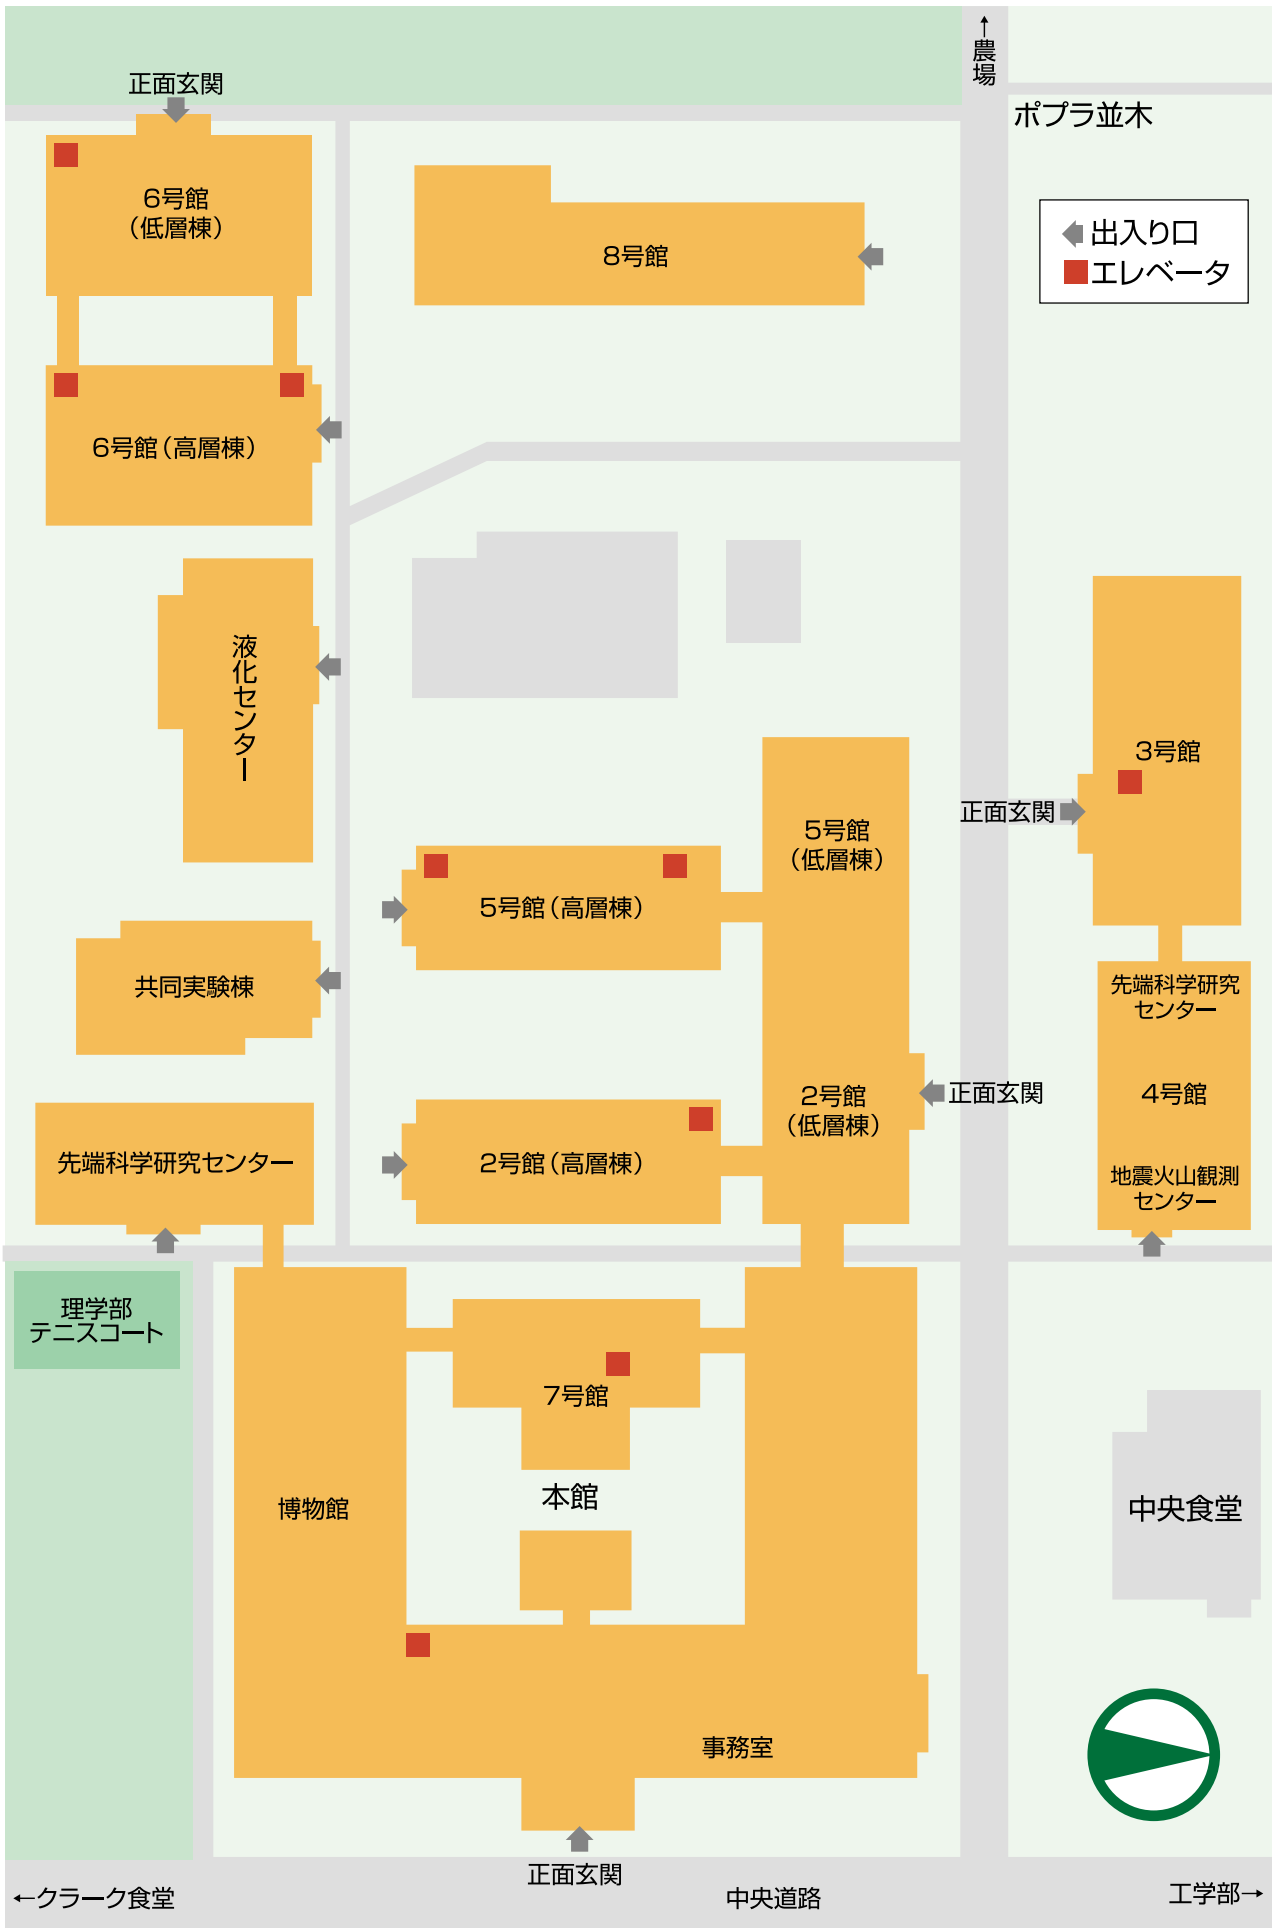 ↑農場
正面玄関
ポプラ並木
6号館
（低層棟）
8号館
出入り口
エレベータ
6号館（高層棟）
液化センター
3号館
正面玄関
5号館
（低層棟）
5号館（高層棟）
共同実験棟
先端科学研究
センター
4号館
2号館
（低層棟）
正面玄関
先端科学研究センター
2号館（高層棟）
地震火山観測
センター
理学部
テニスコート
7号館
本館
博物館
中央食堂
事務室
正面玄関
←クラーク食堂
中央道路
工学部→